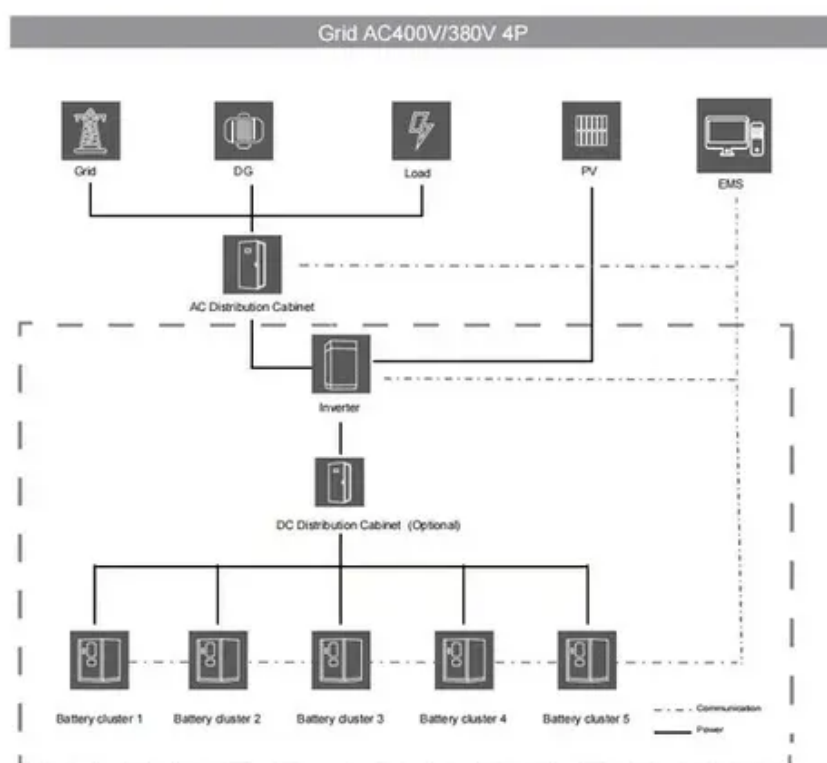 Grid AC400V/380V 4P
Grid
DG
Load
PV
EMS
AC Distribution Cabinet
Inverter
DC Distribution Cabinet (Optional)
Battery cluster 1
Battery cluster 2
Battery cluster 3
Battery cluster 4
Battery cluster 5
Communication
Power